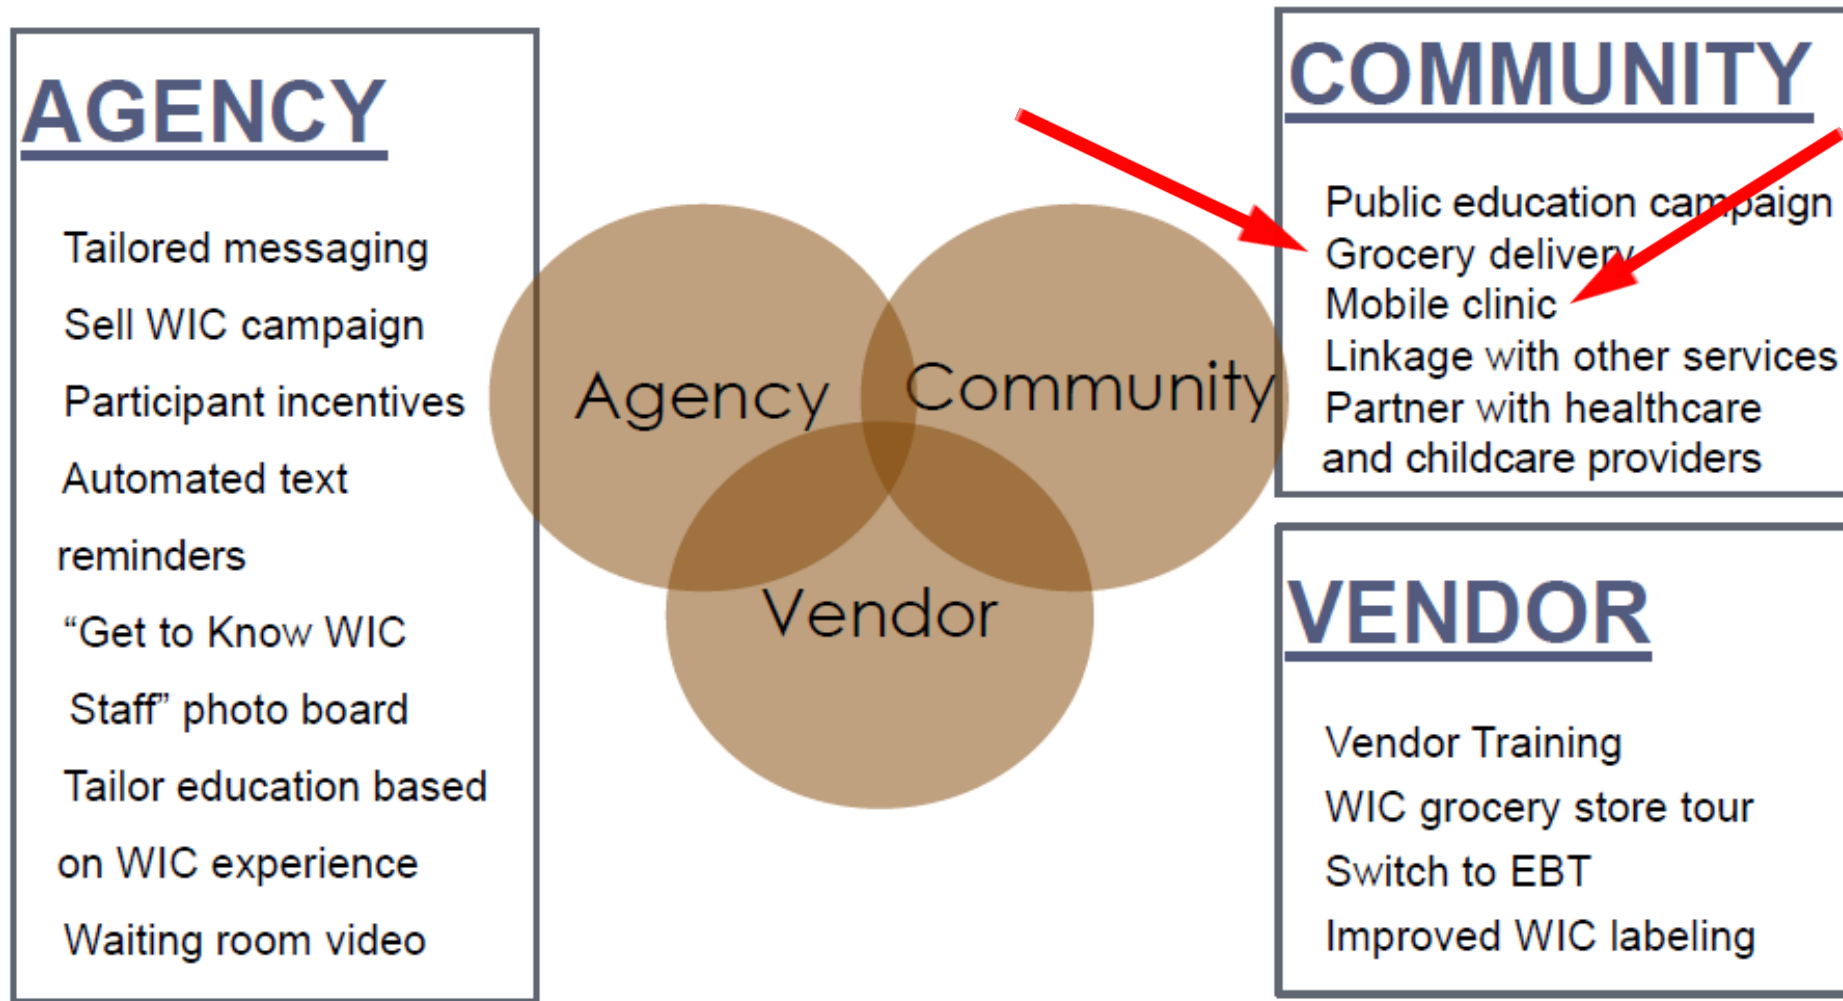 AGENCY
Tailored messaging
Sell WIC campaign
Participant incentives
Automated text
reminders
“Get to Know WIC
Staff” photo board
Tailor education based
on WIC experience
Waiting room video
Agency
Community
Vendor
COMMUNITY
Public education campaign
Grocery delivery
Mobile clinic
Linkage with other services
Partner with healthcare
and childcare providers
VENDOR
Vendor Training
WIC grocery store tour
Switch to EBT
Improved WIC labeling